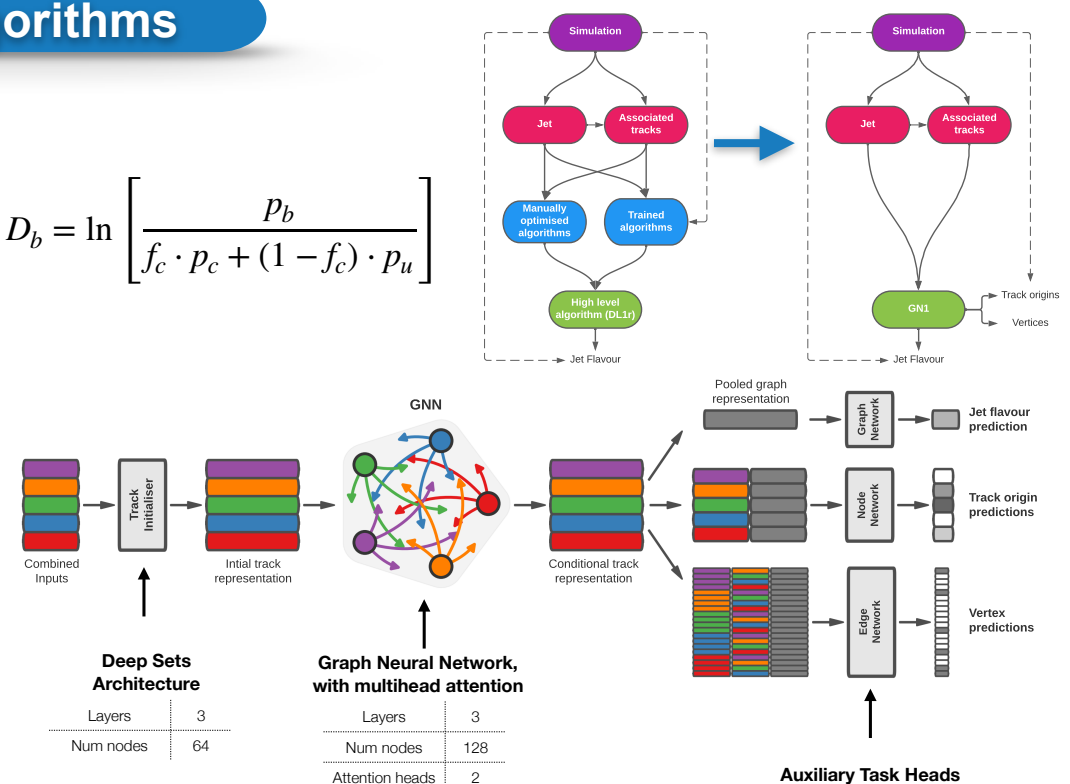 orithms
Simulation
Jet
Associated
tracks
Manually
optimised
algorithms
Trained
algorithms
High level
algorithm (DL1r)
Jet Flavour
Simulation
Jet
Associated
tracks
GN1
Track origins
Vertices
Jet Flavour
D_b = ln [ p_b / (f_c · p_c + (1 − f_c) · p_u) ]
GNN
Combined
Inputs
Track
Initialiser
Intial track
representation
Conditional track
representation
Pooled graph
representation
Graph
Network
Jet flavour
prediction
Node
Network
Track origin
predictions
Edge
Network
Vertex
predictions
Deep Sets
Architecture
Layers 3
Num nodes 64
Graph Neural Network,
with multihead attention
Layers 3
Num nodes 128
Attention heads 2
Auxiliary Task Heads